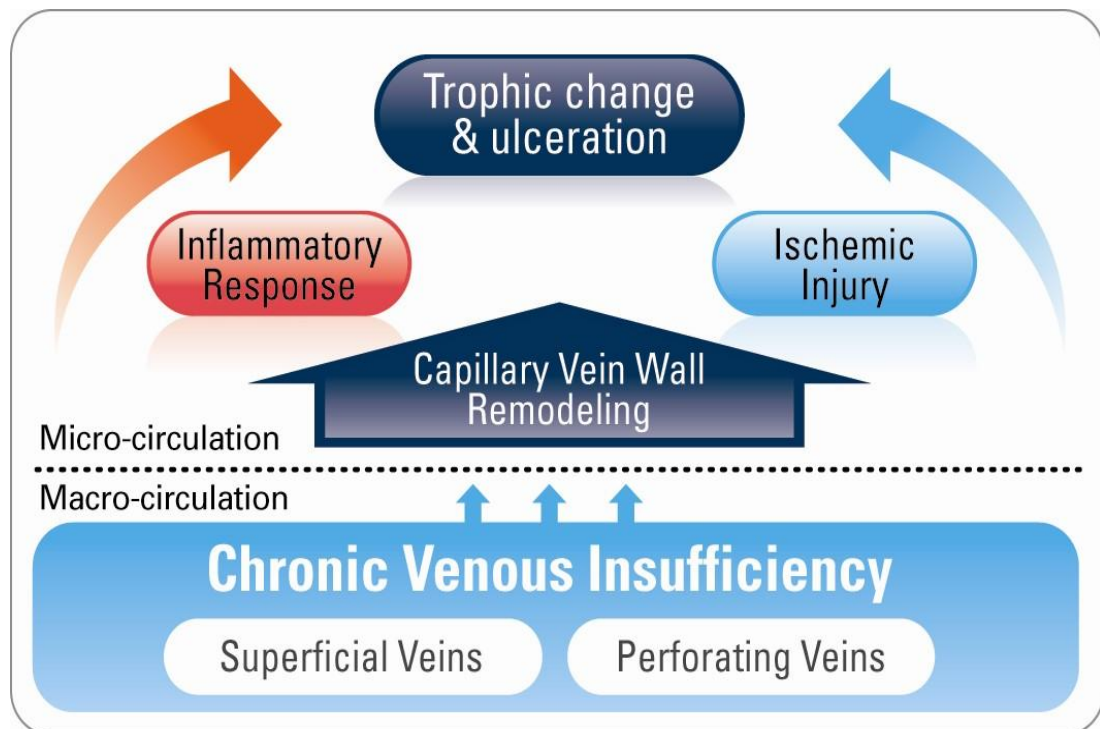 Trophic change
& ulceration
Inflammatory
Response
Ischemic
Injury
Capillary Vein Wall
Remodeling
Micro-circulation
Macro-circulation
Chronic Venous Insufficiency
Superficial Veins
Perforating Veins